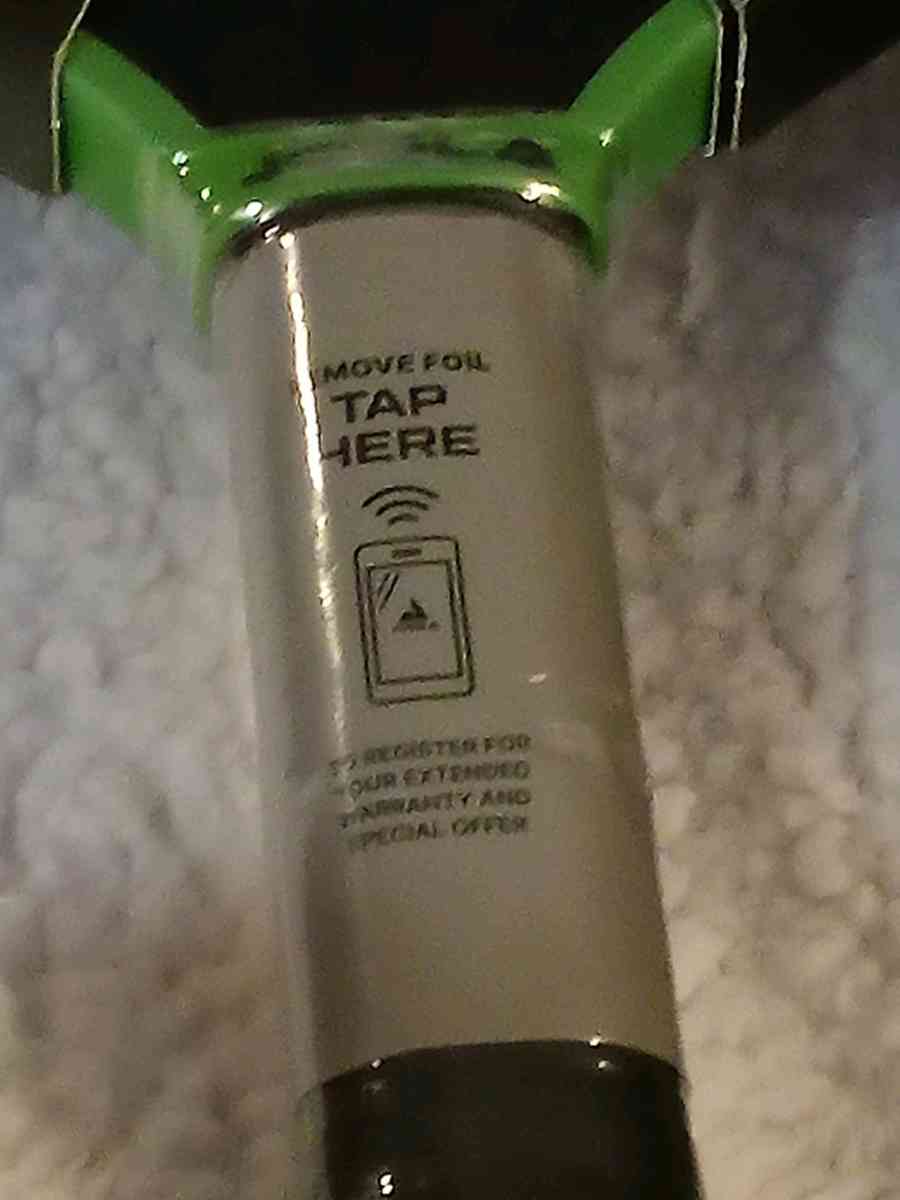 MOVE FOIL
TAP
HERE
TO REGISTER FOR
YOUR EXTENDED
WARRANTY AND
SPECIAL OFFER